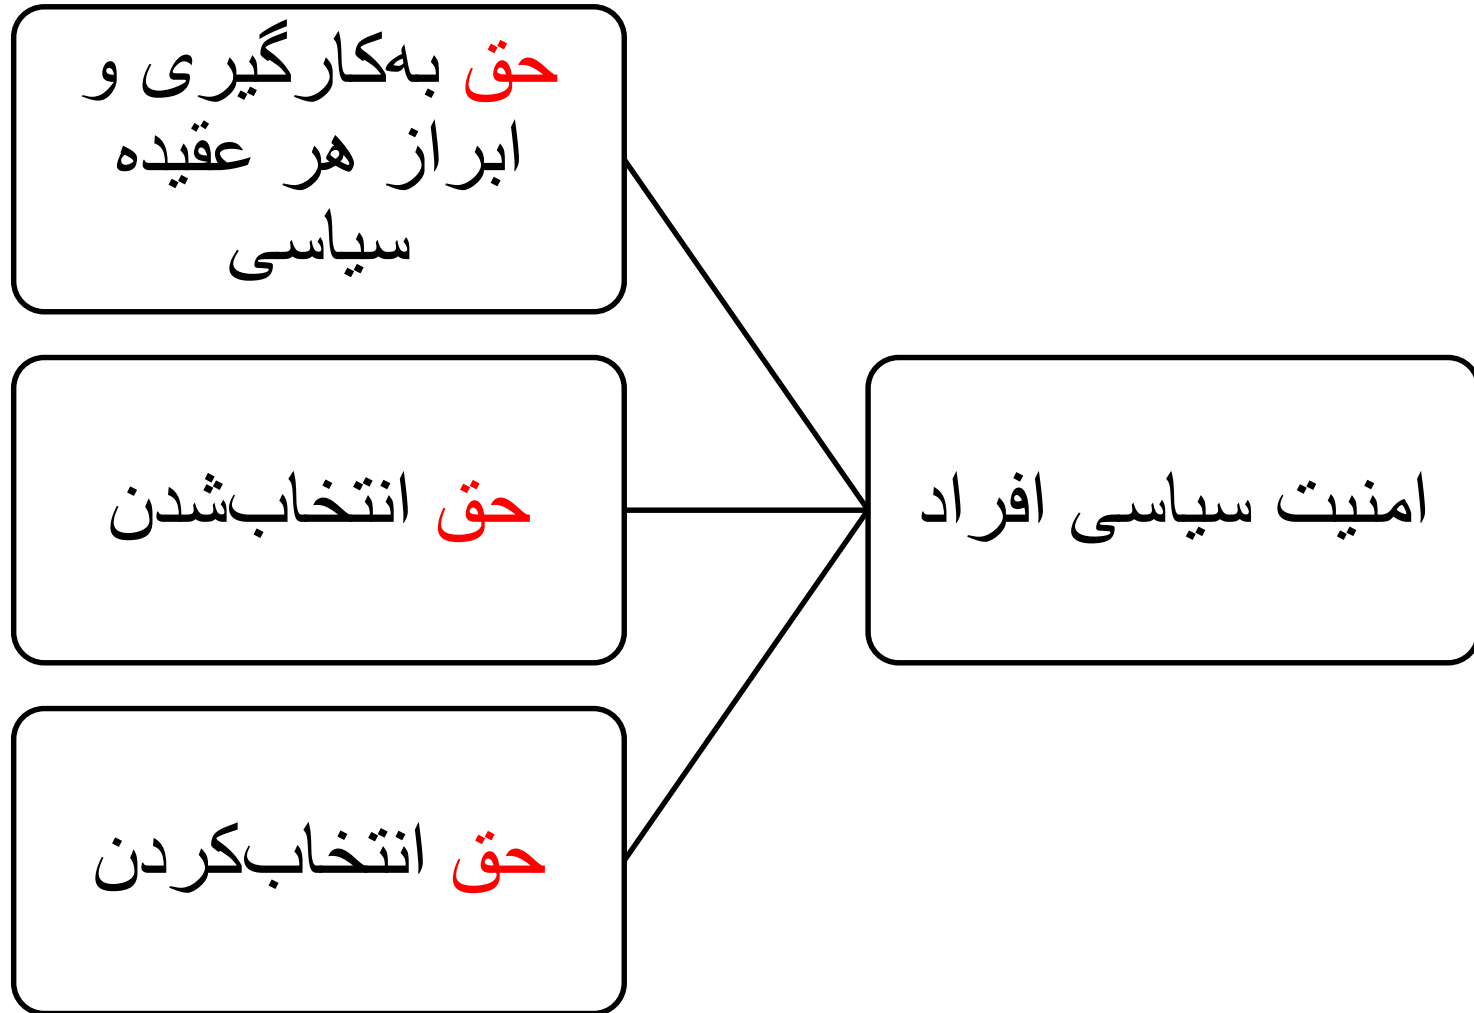 امنیت سیاسی افراد
حق به‌کارگیری و
ابراز هر عقیده
سیاسی
حق انتخاب‌شدن
حق انتخاب‌کردن